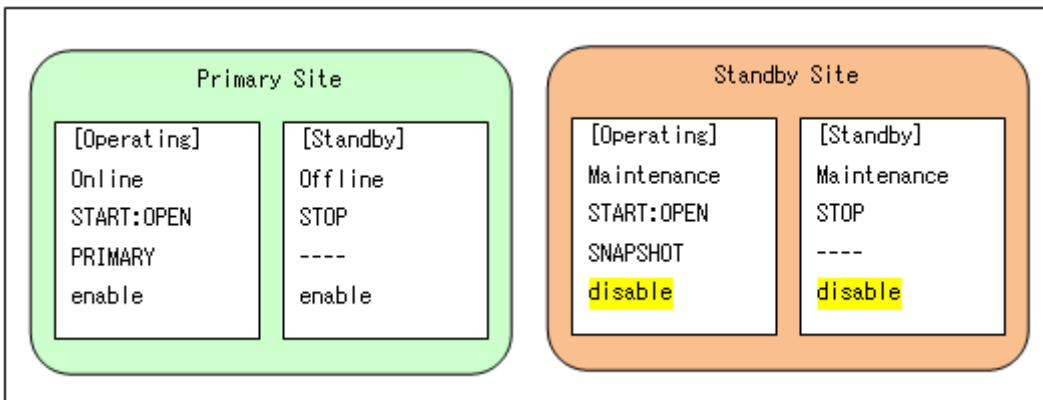 Primary Site
[Operating]
Online
START:OPEN
PRIMARY
enable
[Standby]
Offline
STOP
----
enable
Standby Site
[Operating]
Maintenance
START:OPEN
SNAPSHOT
disable
[Standby]
Maintenance
STOP
----
disable